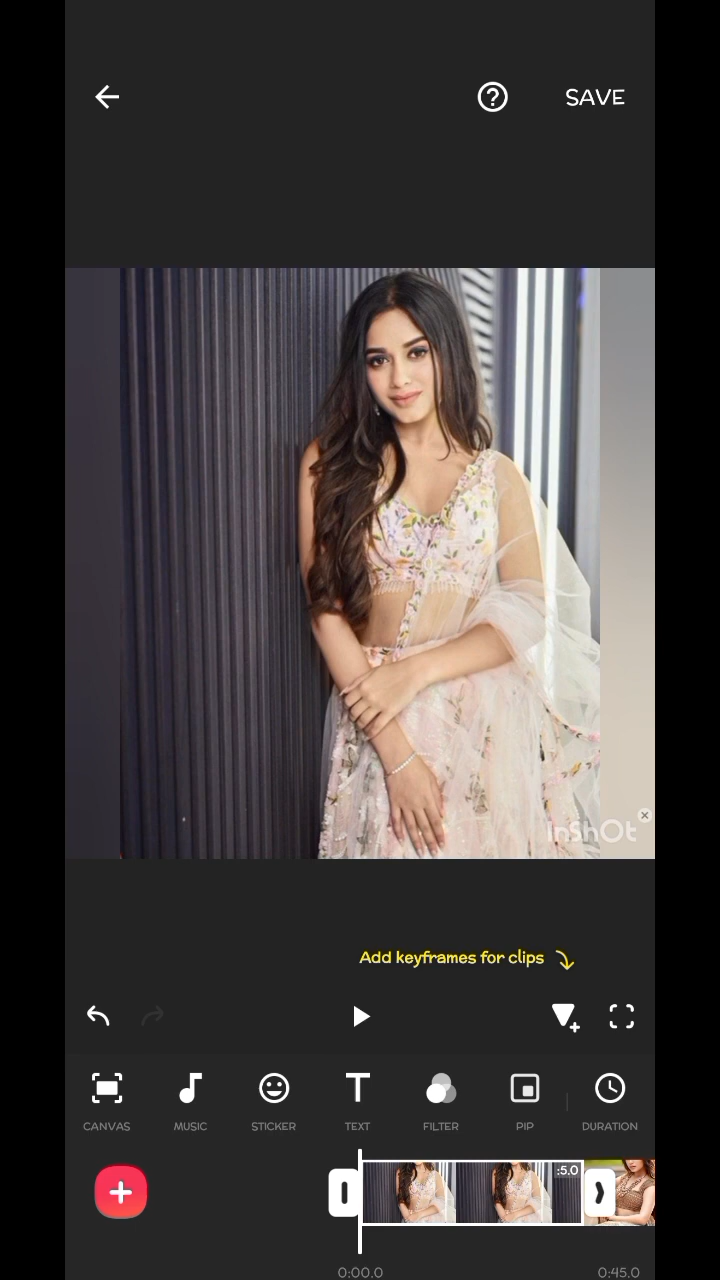 SAVE
InShOt
Add keyframes for clips
CANVAS
MUSIC
STICKER
T
TEXT
FILTER
PIP
DURATION
:5.0
0:00.0
0:45.0